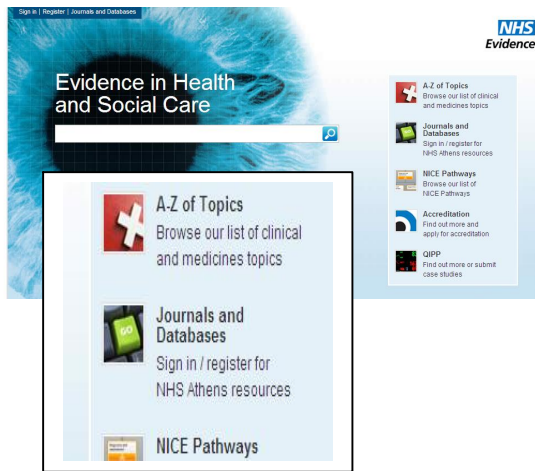 Sign in | Register | Journals and Databases
NHS
Evidence
Evidence in Health
and Social Care
A-Z of Topics
Browse our list of clinical
and medicines topics
Journals and
Databases
Sign in / register for
NHS Athens resources
NICE Pathways
Browse our list of
NICE Pathways
Accreditation
Find out more and
apply for accreditation
QIPP
Find out more or submit
case studies
A-Z of Topics
Browse our list of clinical
and medicines topics
GO
Journals and
Databases
Sign in / register for
NHS Athens resources
NICE Pathways